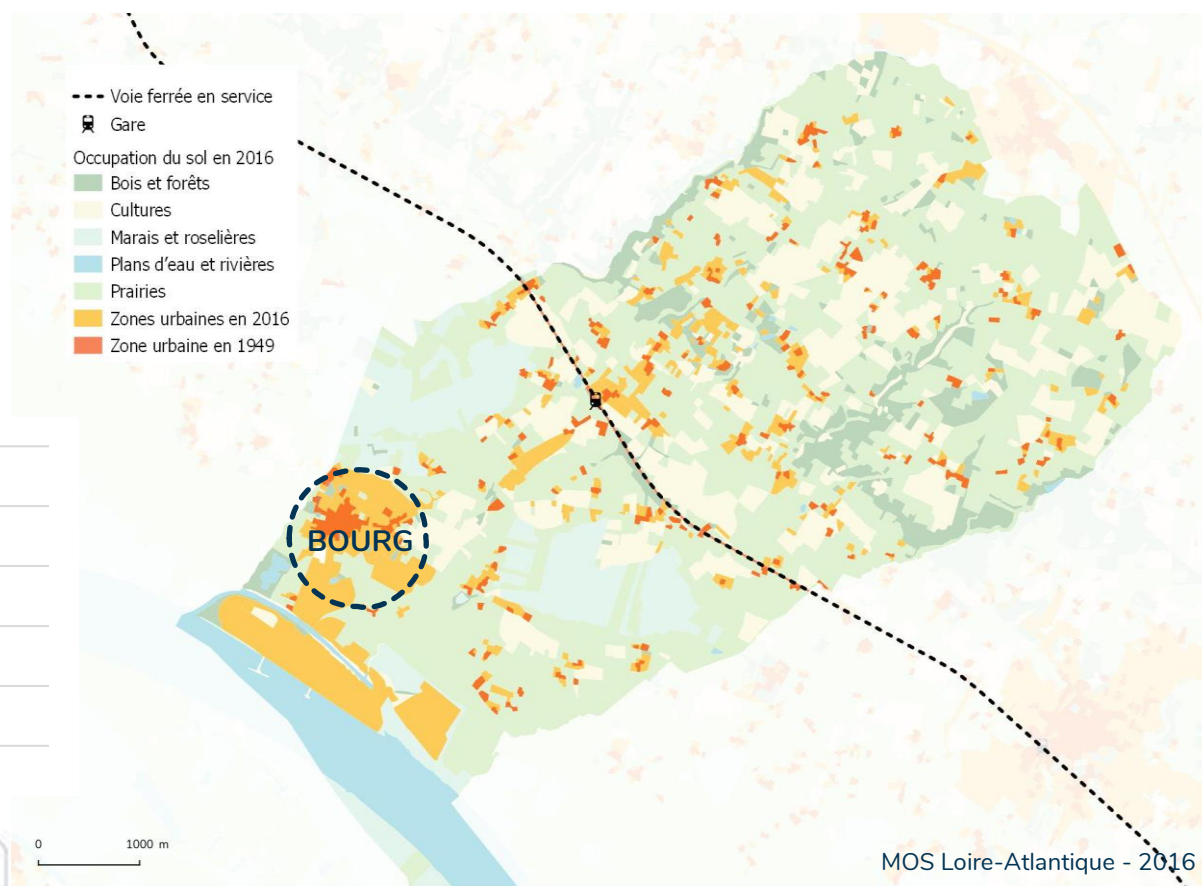 Voie ferrée en service
Gare
Occupation du sol en 2016
Bois et forêts
Cultures
Marais et roselières
Plans d'eau et rivières
Prairies
Zones urbaines en 2016
Zone urbaine en 1949
BOURG
0 1000 m
MOS Loire-Atlantique - 2016